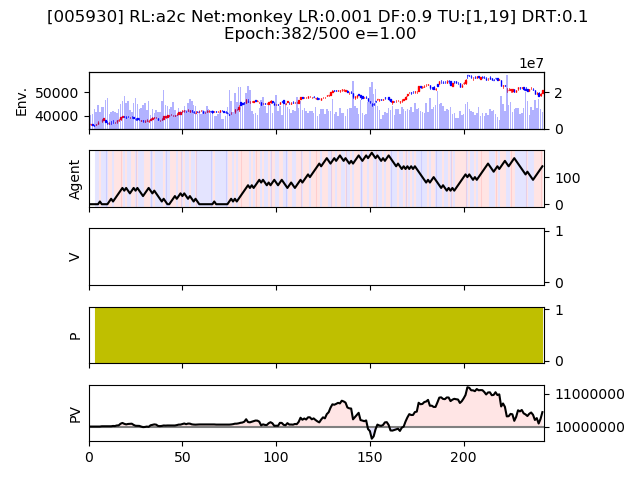 [005930] RL:a2c Net:monkey LR:0.001 DF:0.9 TU:[1,19] DRT:0.1
Epoch:382/500 e=1.00
1e7
Env.
50000
40000
2
0
Agent
100
0
V
1
0
P
1
0
PV
11000000
10000000
0 50 100 150 200